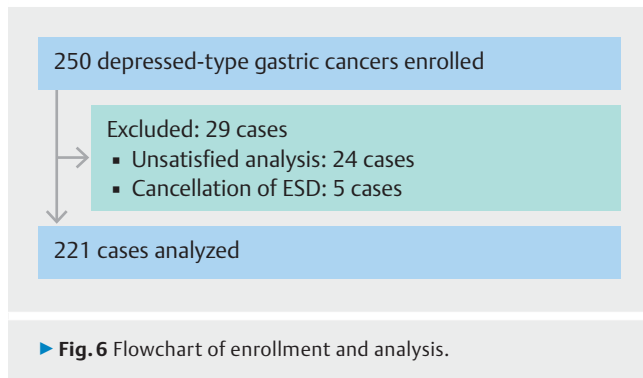 250 depressed-type gastric cancers enrolled
Excluded: 29 cases
▪ Unsatisfied analysis: 24 cases
▪ Cancellation of ESD: 5 cases
221 cases analyzed
▶ Fig. 6 Flowchart of enrollment and analysis.